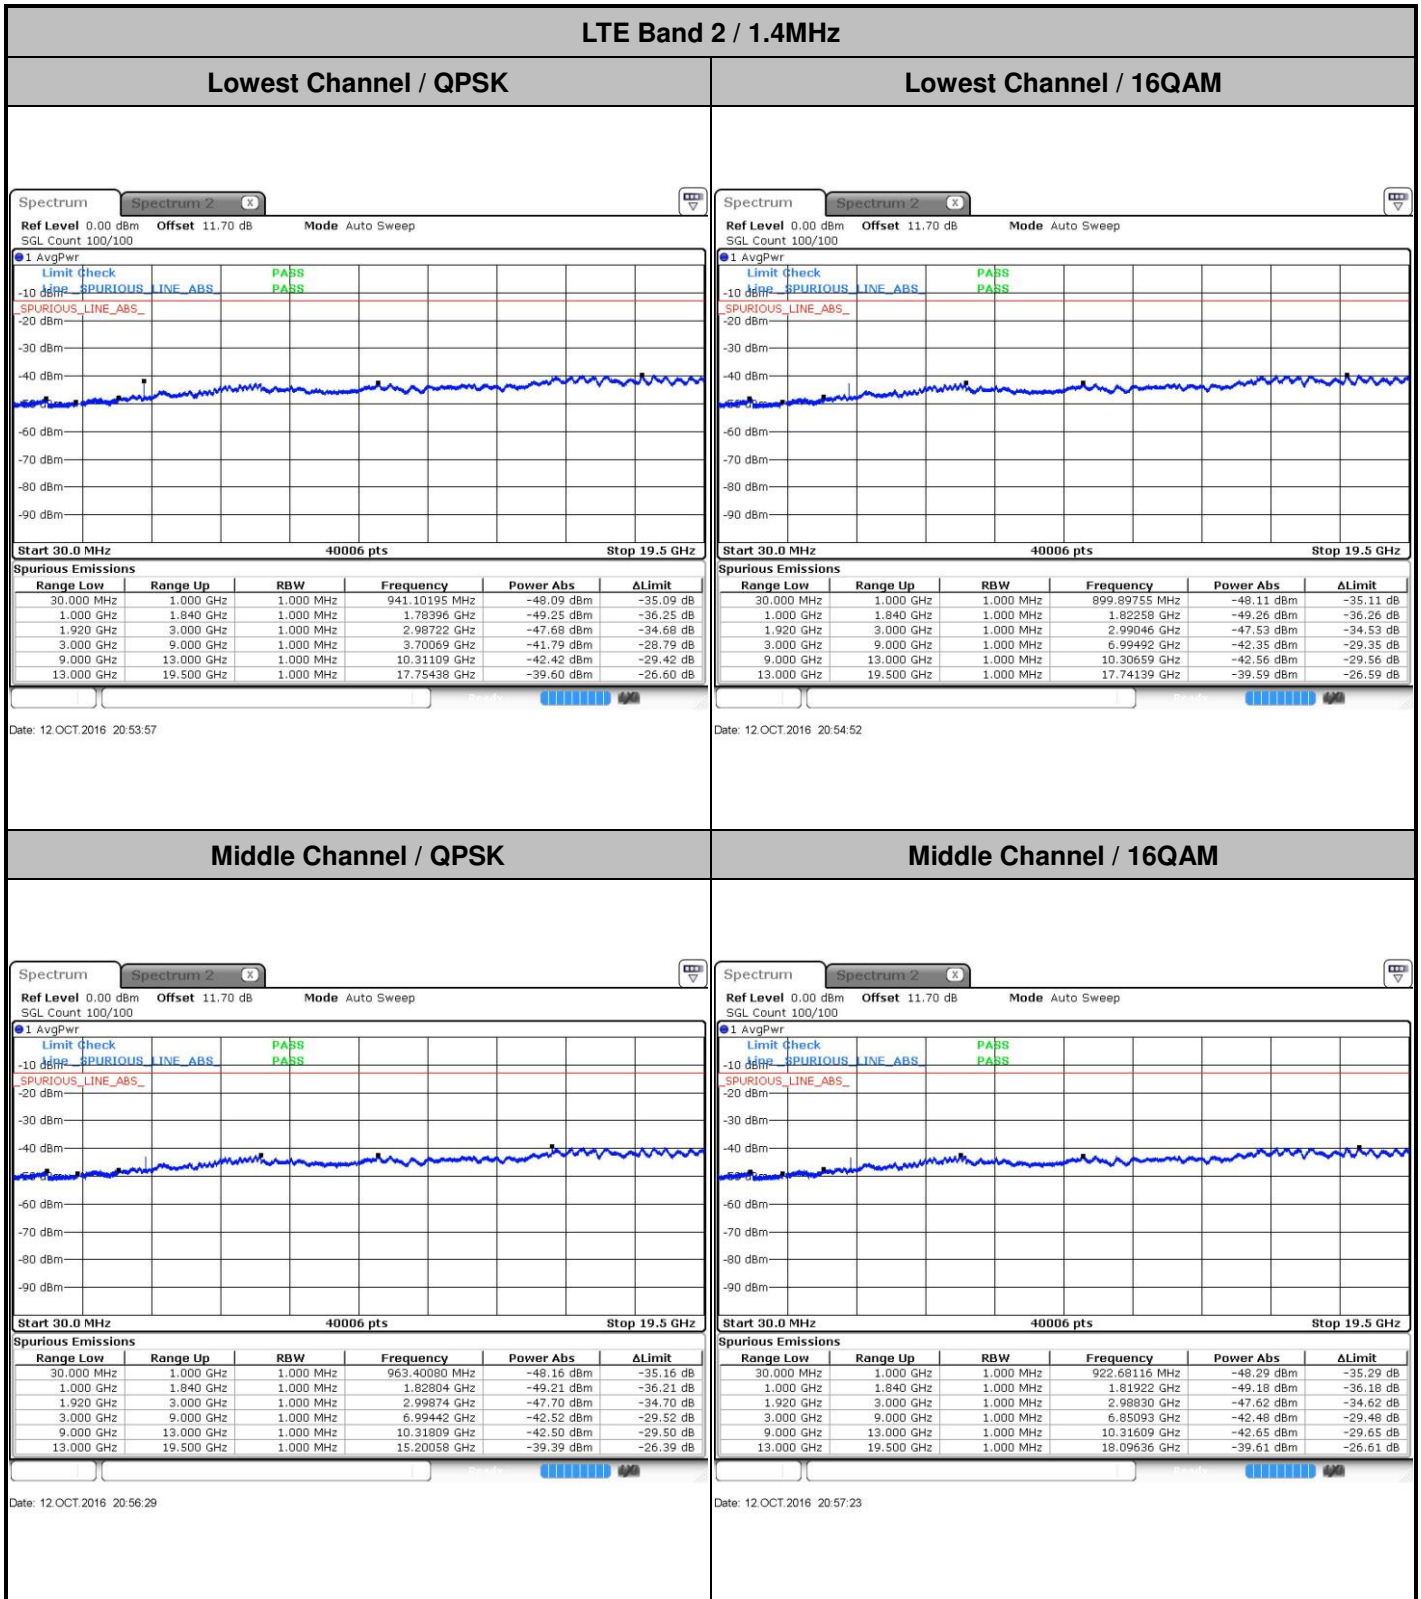 LTE Band 2 / 1.4MHz
Lowest Channel / QPSK
Lowest Channel / 16QAM
Spectrum
Spectrum 2
X
Ref Level 0.00 dBm Offset 11.70 dB Mode Auto Sweep
SGL Count 100/100
1 AvgPwr
Limit Check PASS
Line _SPURIOUS_LINE_ABS_ PASS
_SPURIOUS_LINE_ABS_
-10 dBm
-20 dBm
-30 dBm
-40 dBm
-50 dBm
-60 dBm
-70 dBm
-80 dBm
-90 dBm
Start 30.0 MHz 40006 pts Stop 19.5 GHz
Spurious Emissions
Range Low Range Up RBW Frequency Power Abs ΔLimit
30.000 MHz 1.000 GHz 1.000 MHz 941.10195 MHz -48.09 dBm -35.09 dB
1.000 GHz 1.840 GHz 1.000 MHz 1.78396 GHz -49.25 dBm -36.25 dB
1.920 GHz 3.000 GHz 1.000 MHz 2.98722 GHz -47.68 dBm -34.68 dB
3.000 GHz 9.000 GHz 1.000 MHz 3.70069 GHz -41.79 dBm -28.79 dB
9.000 GHz 13.000 GHz 1.000 MHz 10.31109 GHz -42.42 dBm -29.42 dB
13.000 GHz 19.500 GHz 1.000 MHz 17.75438 GHz -39.60 dBm -26.60 dB
Date: 12.OCT.2016 20:53:57
Spectrum
Spectrum 2
X
Ref Level 0.00 dBm Offset 11.70 dB Mode Auto Sweep
SGL Count 100/100
1 AvgPwr
Limit Check PASS
Line _SPURIOUS_LINE_ABS_ PASS
_SPURIOUS_LINE_ABS_
-10 dBm
-20 dBm
-30 dBm
-40 dBm
-50 dBm
-60 dBm
-70 dBm
-80 dBm
-90 dBm
Start 30.0 MHz 40006 pts Stop 19.5 GHz
Spurious Emissions
Range Low Range Up RBW Frequency Power Abs ΔLimit
30.000 MHz 1.000 GHz 1.000 MHz 899.89755 MHz -48.11 dBm -35.11 dB
1.000 GHz 1.840 GHz 1.000 MHz 1.82258 GHz -49.26 dBm -36.26 dB
1.920 GHz 3.000 GHz 1.000 MHz 2.99046 GHz -47.53 dBm -34.53 dB
3.000 GHz 9.000 GHz 1.000 MHz 6.99492 GHz -42.35 dBm -29.35 dB
9.000 GHz 13.000 GHz 1.000 MHz 10.30659 GHz -42.56 dBm -29.56 dB
13.000 GHz 19.500 GHz 1.000 MHz 17.74139 GHz -39.59 dBm -26.59 dB
Date: 12.OCT.2016 20:54:52
Middle Channel / QPSK
Middle Channel / 16QAM
Spectrum
Spectrum 2
X
Ref Level 0.00 dBm Offset 11.70 dB Mode Auto Sweep
SGL Count 100/100
1 AvgPwr
Limit Check PASS
Line _SPURIOUS_LINE_ABS_ PASS
_SPURIOUS_LINE_ABS_
-10 dBm
-20 dBm
-30 dBm
-40 dBm
-50 dBm
-60 dBm
-70 dBm
-80 dBm
-90 dBm
Start 30.0 MHz 40006 pts Stop 19.5 GHz
Spurious Emissions
Range Low Range Up RBW Frequency Power Abs ΔLimit
30.000 MHz 1.000 GHz 1.000 MHz 963.40080 MHz -48.16 dBm -35.16 dB
1.000 GHz 1.840 GHz 1.000 MHz 1.82804 GHz -49.21 dBm -36.21 dB
1.920 GHz 3.000 GHz 1.000 MHz 2.99874 GHz -47.70 dBm -34.70 dB
3.000 GHz 9.000 GHz 1.000 MHz 6.99442 GHz -42.52 dBm -29.52 dB
9.000 GHz 13.000 GHz 1.000 MHz 10.31809 GHz -42.50 dBm -29.50 dB
13.000 GHz 19.500 GHz 1.000 MHz 15.20058 GHz -39.39 dBm -26.39 dB
Date: 12.OCT.2016 20:56:29
Spectrum
Spectrum 2
X
Ref Level 0.00 dBm Offset 11.70 dB Mode Auto Sweep
SGL Count 100/100
1 AvgPwr
Limit Check PASS
Line _SPURIOUS_LINE_ABS_ PASS
_SPURIOUS_LINE_ABS_
-10 dBm
-20 dBm
-30 dBm
-40 dBm
-50 dBm
-60 dBm
-70 dBm
-80 dBm
-90 dBm
Start 30.0 MHz 40006 pts Stop 19.5 GHz
Spurious Emissions
Range Low Range Up RBW Frequency Power Abs ΔLimit
30.000 MHz 1.000 GHz 1.000 MHz 922.68116 MHz -48.29 dBm -35.29 dB
1.000 GHz 1.840 GHz 1.000 MHz 1.81922 GHz -49.18 dBm -36.18 dB
1.920 GHz 3.000 GHz 1.000 MHz 2.98830 GHz -47.62 dBm -34.62 dB
3.000 GHz 9.000 GHz 1.000 MHz 6.85093 GHz -42.48 dBm -29.48 dB
9.000 GHz 13.000 GHz 1.000 MHz 10.31609 GHz -42.65 dBm -29.65 dB
13.000 GHz 19.500 GHz 1.000 MHz 18.09636 GHz -39.61 dBm -26.61 dB
Date: 12.OCT.2016 20:57:23